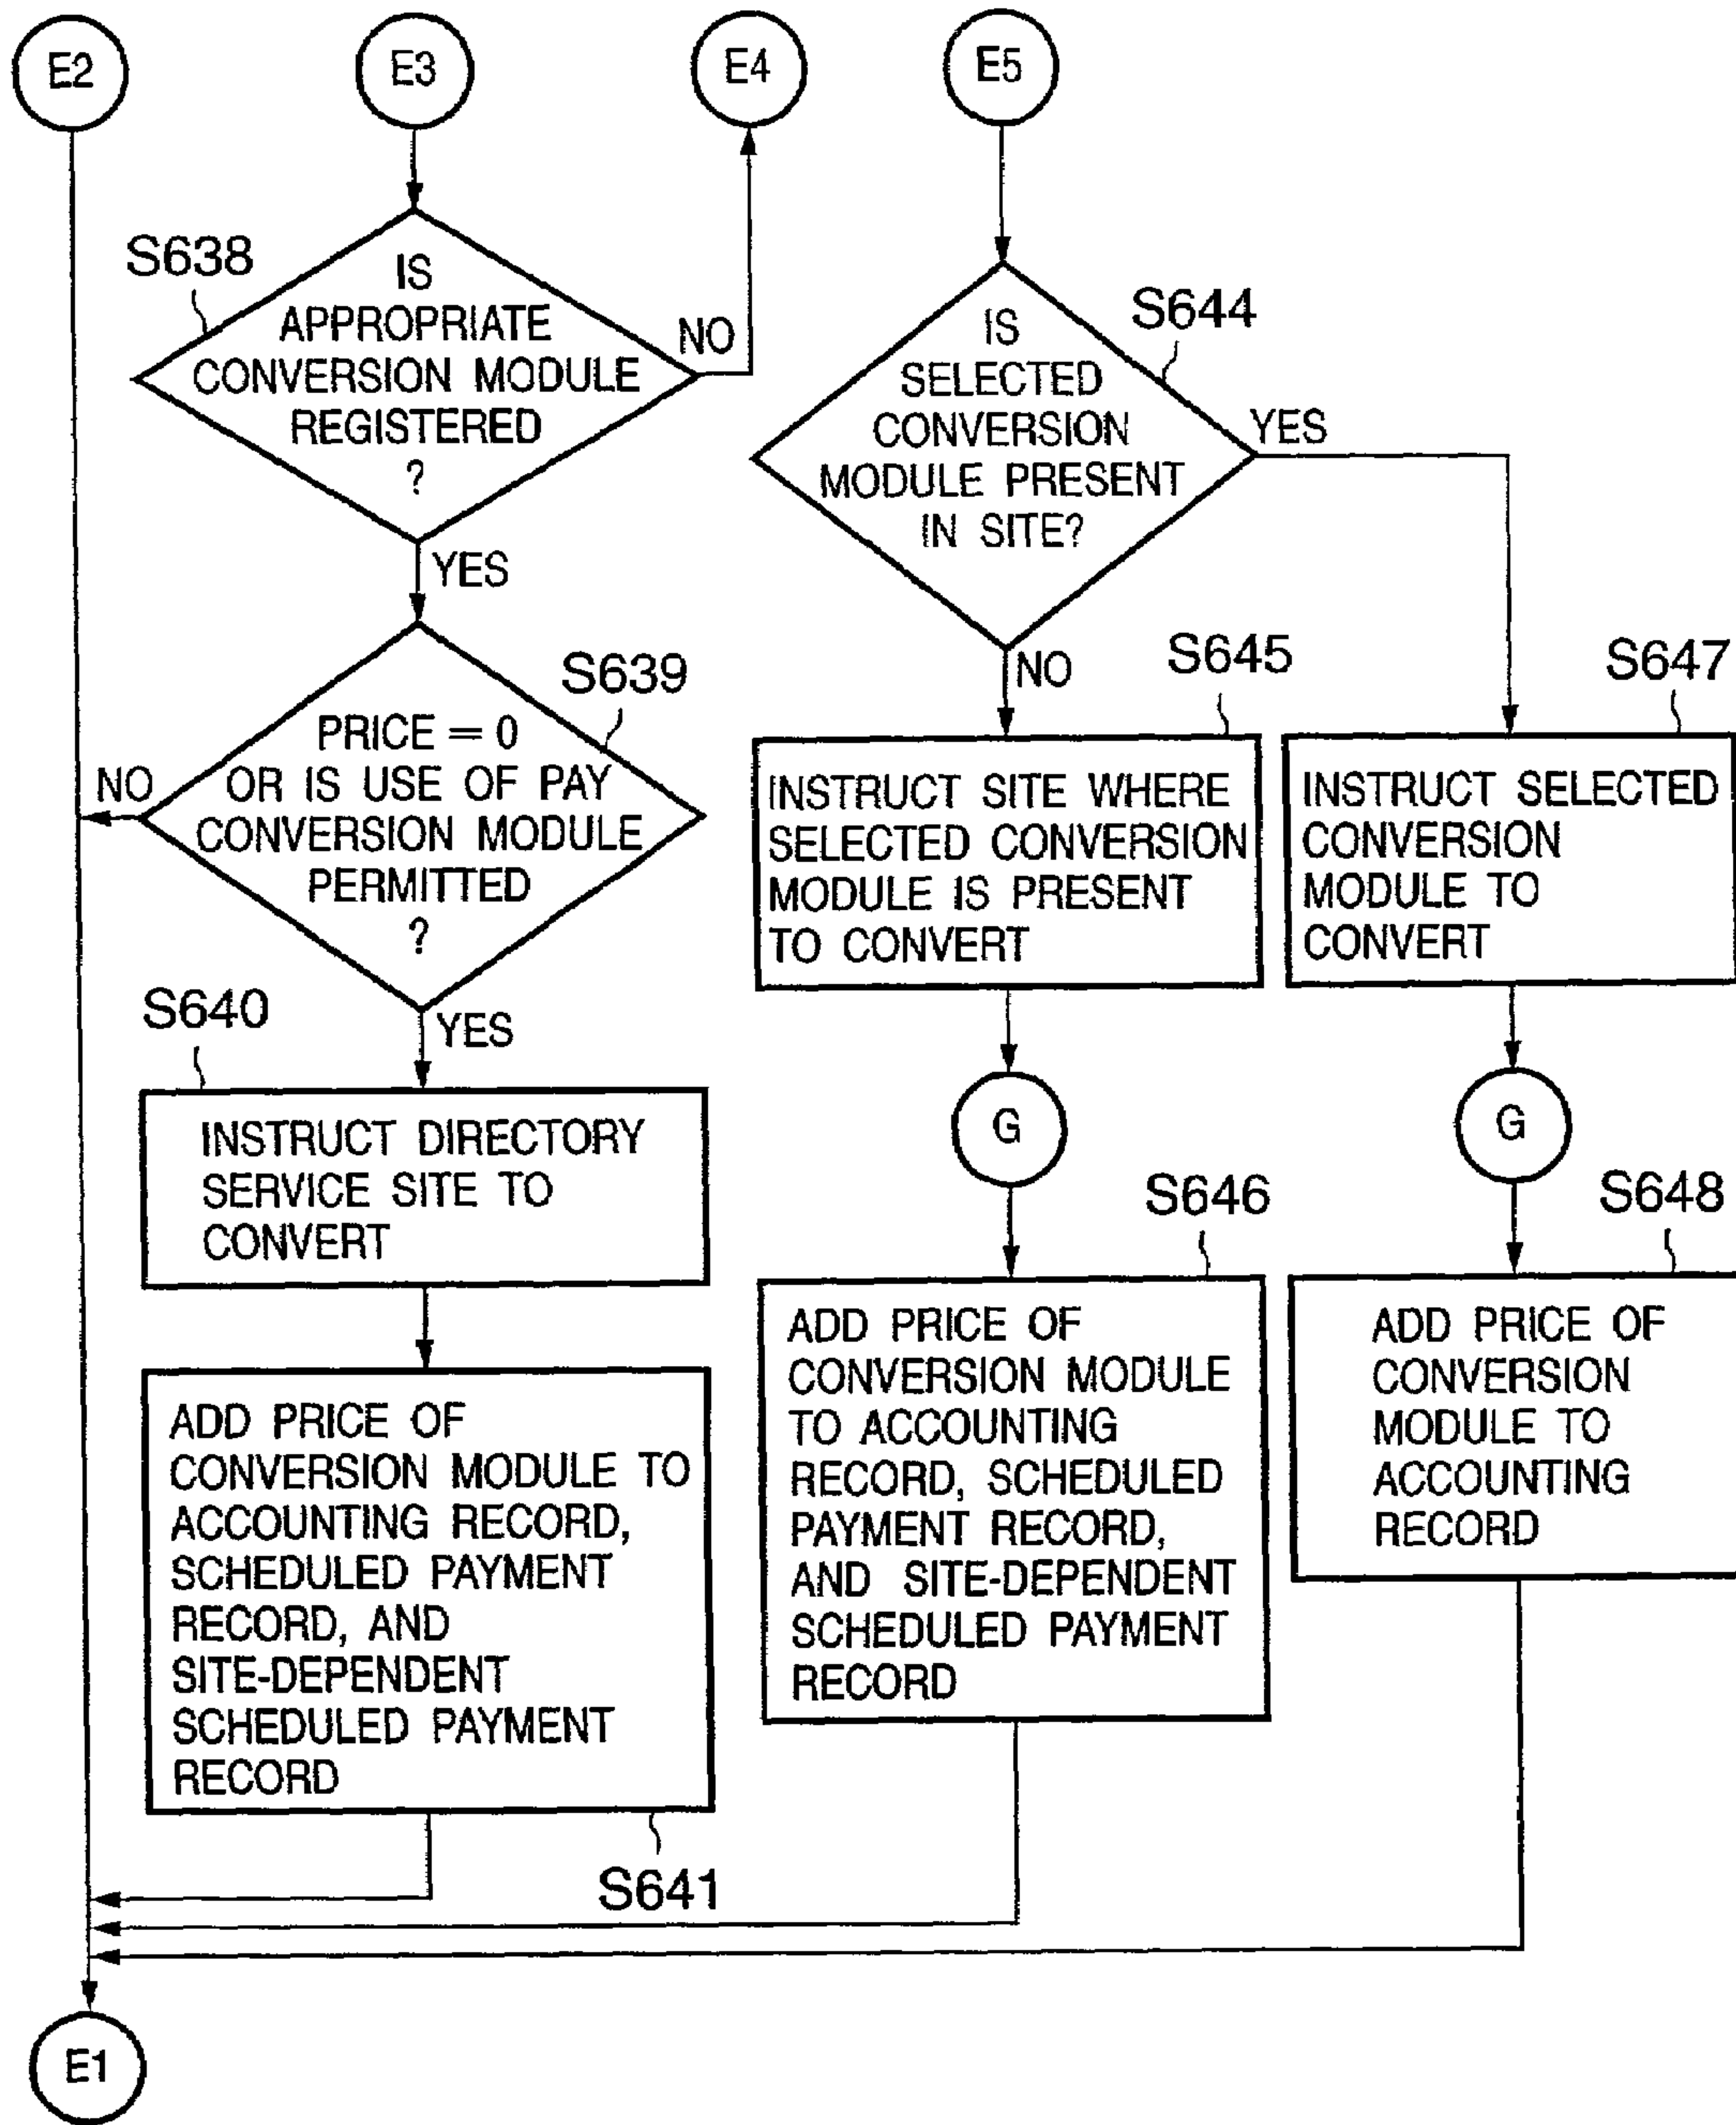 E2
E3
E4
E5
S638
IS
APPROPRIATE
CONVERSION MODULE
REGISTERED
?
NO
YES
S639
PRICE = 0
OR IS USE OF PAY
CONVERSION MODULE
PERMITTED
?
NO
YES
S640
INSTRUCT DIRECTORY
SERVICE SITE TO
CONVERT
ADD PRICE OF
CONVERSION MODULE TO
ACCOUNTING RECORD,
SCHEDULED PAYMENT
RECORD, AND
SITE-DEPENDENT
SCHEDULED PAYMENT
RECORD
S641
S644
IS
SELECTED
CONVERSION
MODULE PRESENT
IN SITE?
YES
NO
S645
INSTRUCT SITE WHERE
SELECTED CONVERSION
MODULE IS PRESENT
TO CONVERT
G
S646
ADD PRICE OF
CONVERSION MODULE
TO ACCOUNTING
RECORD, SCHEDULED
PAYMENT RECORD,
AND SITE-DEPENDENT
SCHEDULED PAYMENT
RECORD
S647
INSTRUCT SELECTED
CONVERSION
MODULE TO
CONVERT
G
S648
ADD PRICE OF
CONVERSION
MODULE TO
ACCOUNTING
RECORD
E1